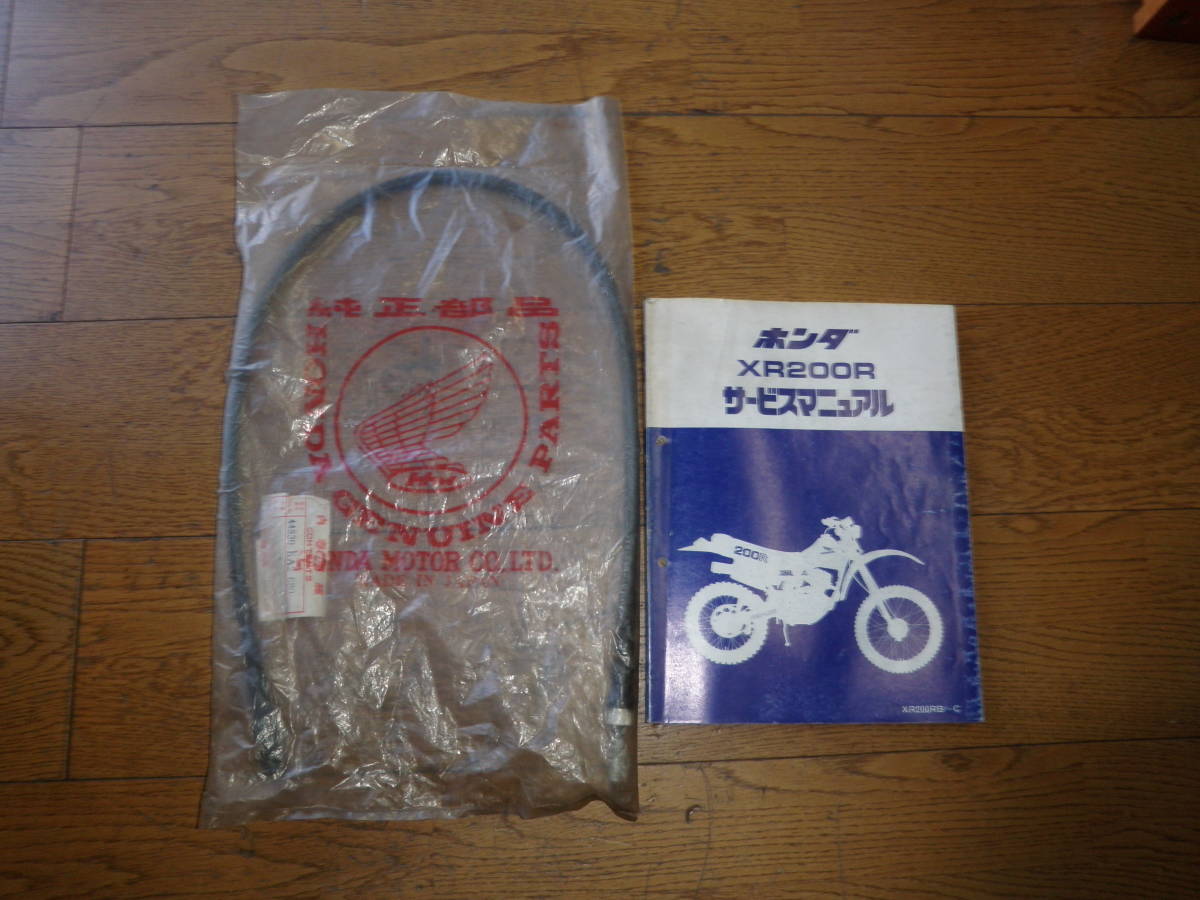 純正部品
HONDA
GENUINE PARTS
HONDA MOTOR CO.,LTD.
MADE IN JAPAN
ホンダ
XR200R
サービスマニュアル
200R